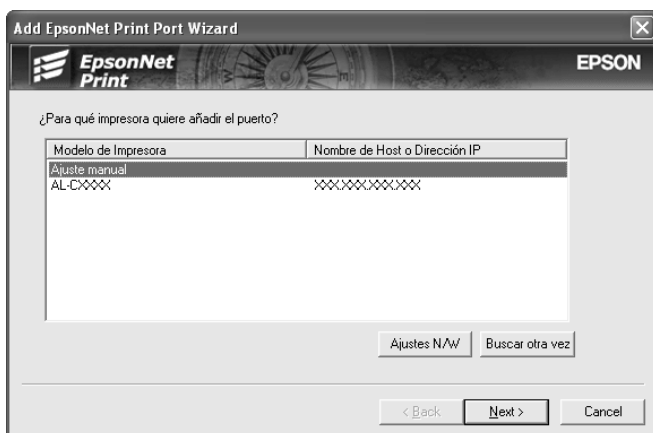 Add EpsonNet Print Port Wizard
EpsonNet
Print
EPSON
¿Para qué impresora quiere añadir el puerto?
Modelo de Impresora Nombre de Host o Dirección IP
Ajuste manual
AL-CXXXX XXX.XXX.XXX.XXX
Ajustes N/W Buscar otra vez
< Back Next > Cancel